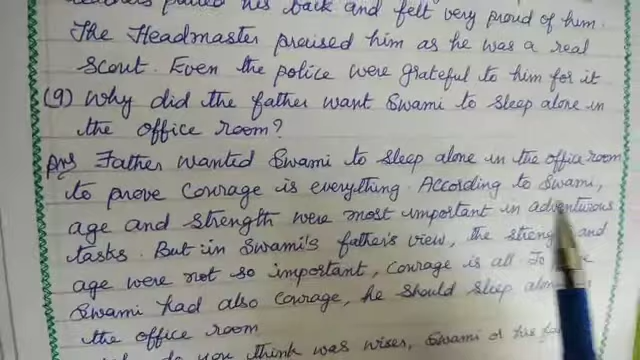 teachers patted his back and felt very proud of him.
The Headmaster praised him as he was a real
scout. Even the police were grateful to him for it
(9) Why did the father want Swami to sleep alone in
the office room?
Ans Father wanted Swami to sleep alone in the office room
to prove courage is everything. According to Swami,
age and strength were most important in adventurous
tasks. But in Swami's father's view, the strength and
age were not so important, courage is all. To
Swami had also courage, he should sleep alone
the office room
do you think was wiser, Swami or his